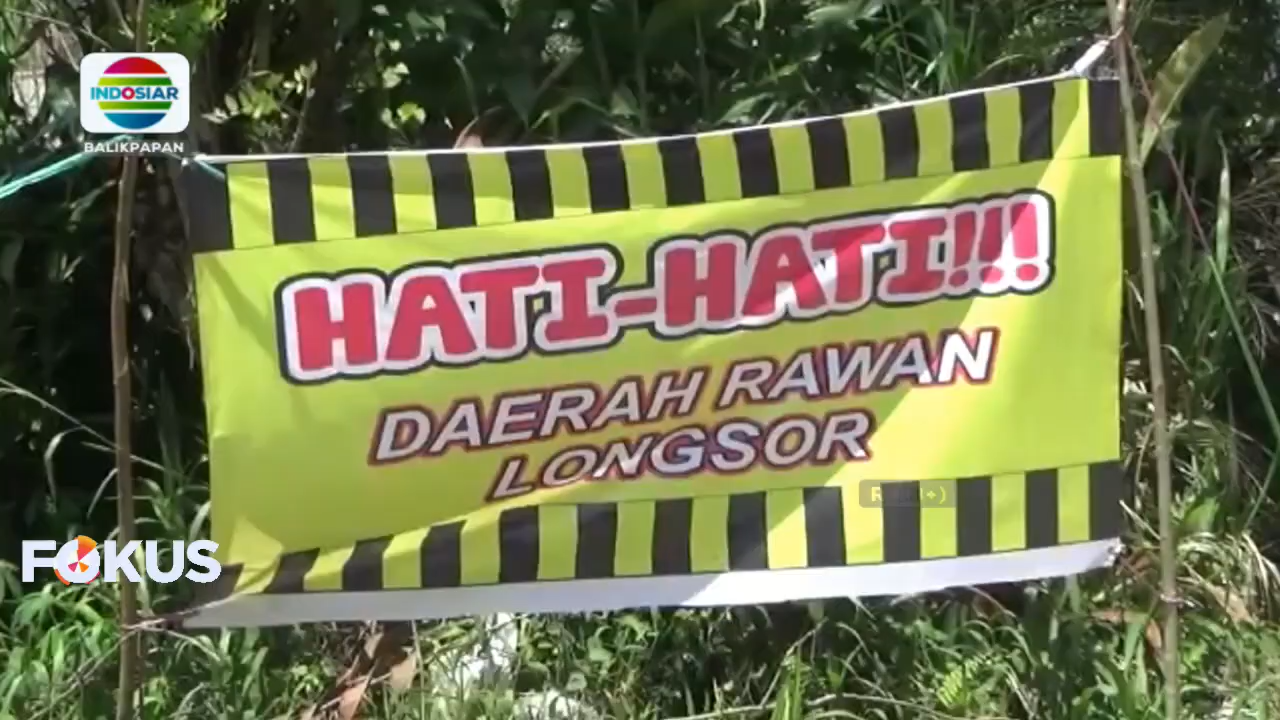 INDOSIAR
BALIKPAPAN
HATI-HATI!!!
DAERAH RAWAN
LONGSOR
FOKUS